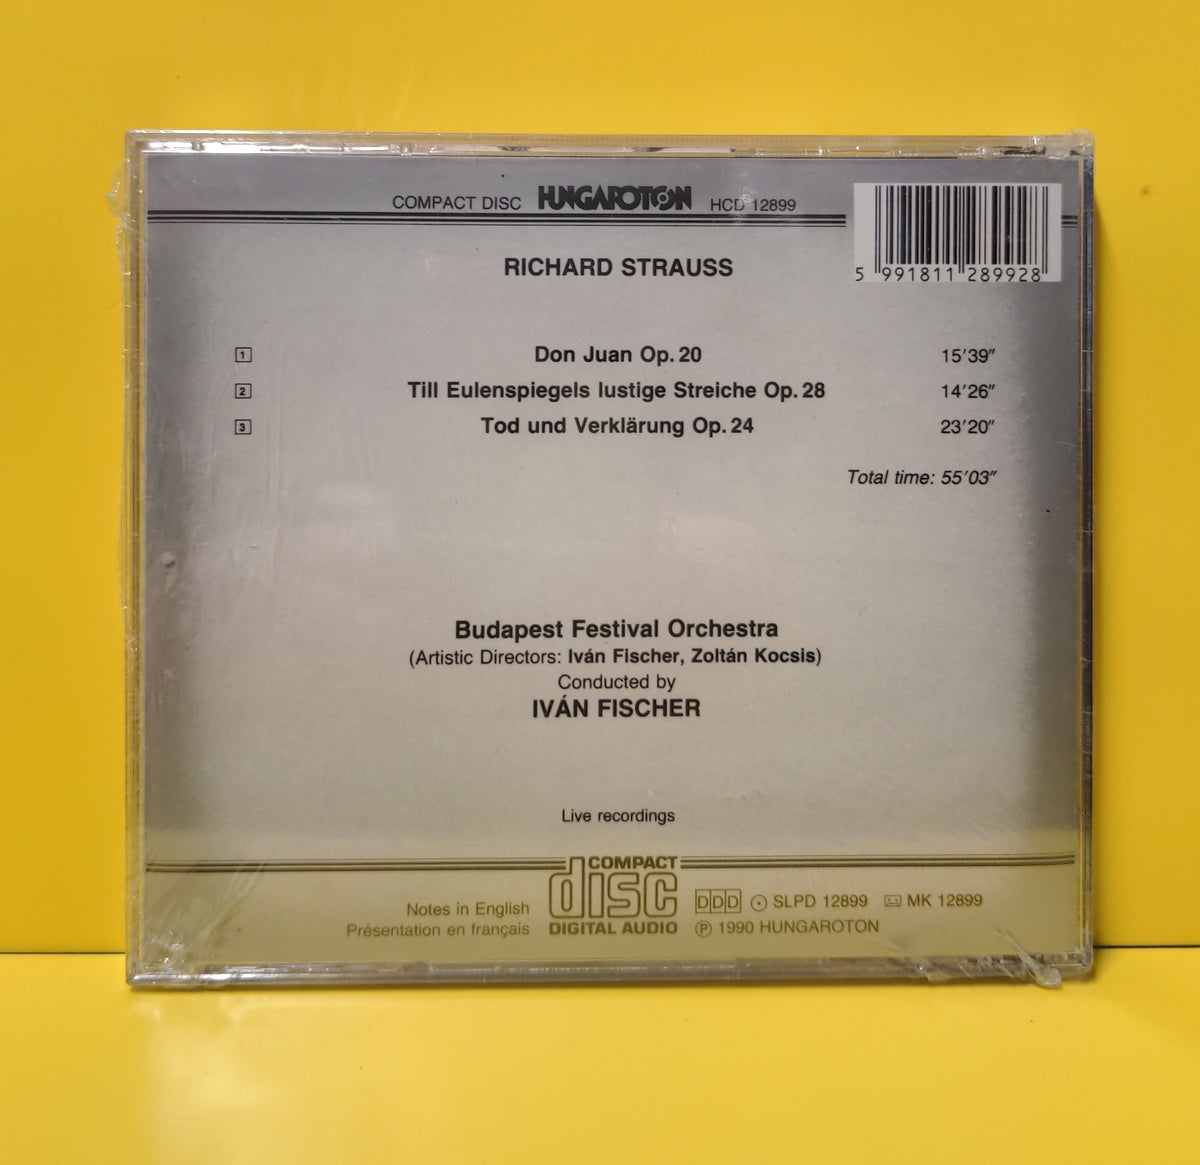 COMPACT DISC HUNGAROTON HCD 12899
5 991811 289928
RICHARD STRAUSS
1 Don Juan Op. 20 15′39″
2 Till Eulenspiegels lustige Streiche Op. 28 14′26″
3 Tod und Verklärung Op. 24 23′20″
Total time: 55′03″
Budapest Festival Orchestra
(Artistic Directors: Iván Fischer, Zoltán Kocsis)
Conducted by
IVÁN FISCHER
Live recordings
Notes in English
Présentation en français
COMPACT
disc
DIGITAL AUDIO
DDD SLPD 12899 MK 12899
Ⓟ 1990 HUNGAROTON